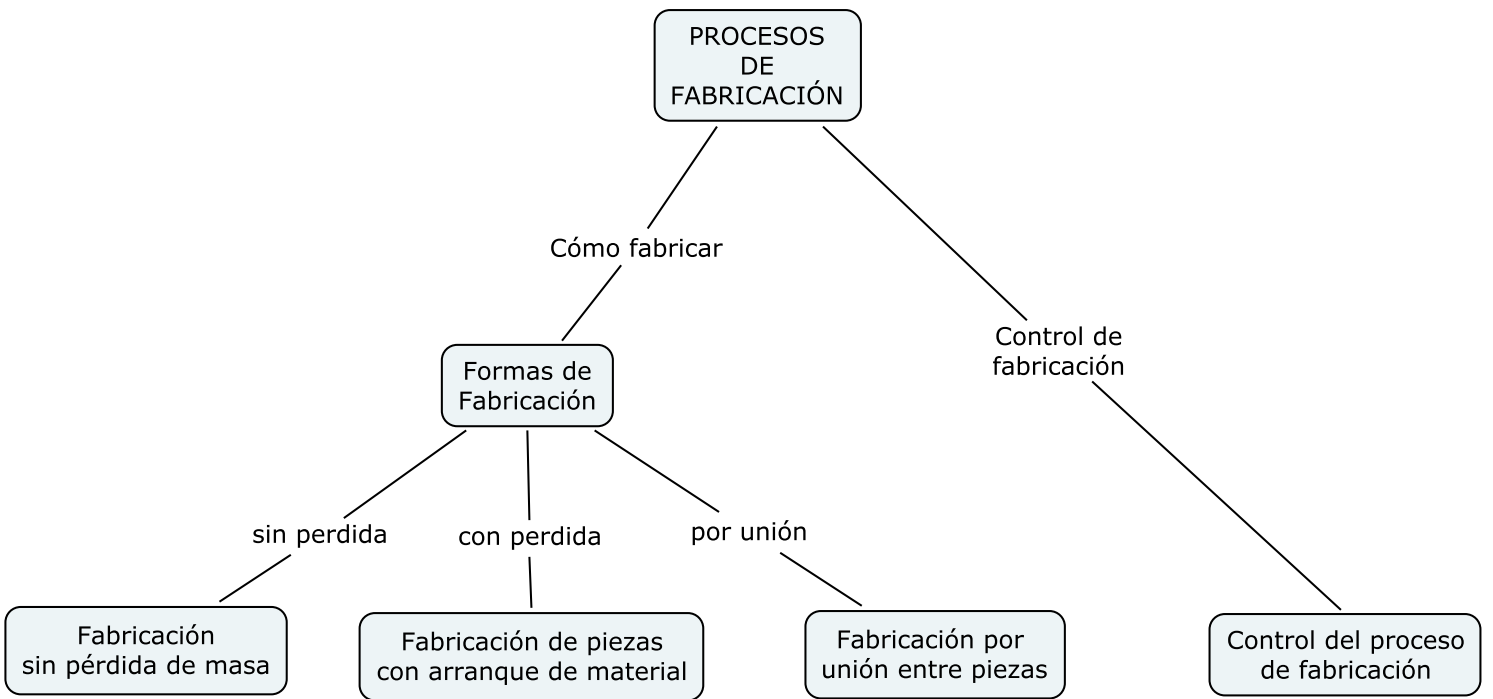 PROCESOS
DE
FABRICACIÓN
Cómo fabricar
Control de
fabricación
Formas de
Fabricación
sin perdida
con perdida
por unión
Fabricación
sin pérdida de masa
Fabricación de piezas
con arranque de material
Fabricación por
unión entre piezas
Control del proceso
de fabricación